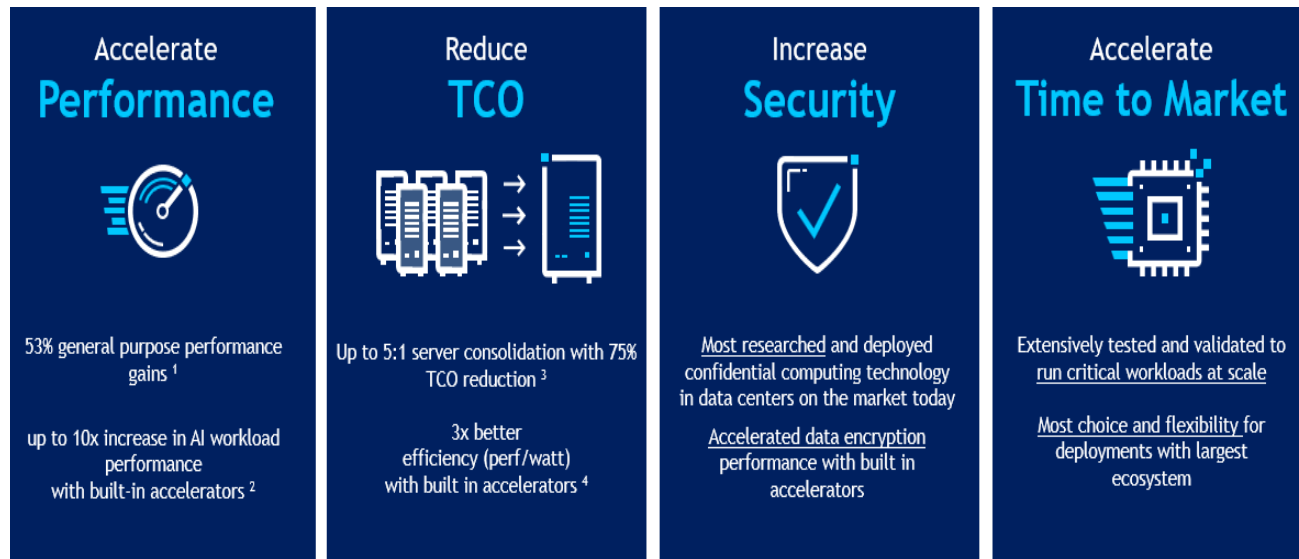 Accelerate
Performance
53% general purpose performance
gains 1
up to 10x increase in AI workload
performance
with built-in accelerators 2
Reduce
TCO
Up to 5:1 server consolidation with 75%
TCO reduction 3
3x better
efficiency (perf/watt)
with built in accelerators 4
Increase
Security
Most researched and deployed
confidential computing technology
in data centers on the market today
Accelerated data encryption
performance with built in
accelerators
Accelerate
Time to Market
Extensively tested and validated to
run critical workloads at scale
Most choice and flexibility for
deployments with largest
ecosystem